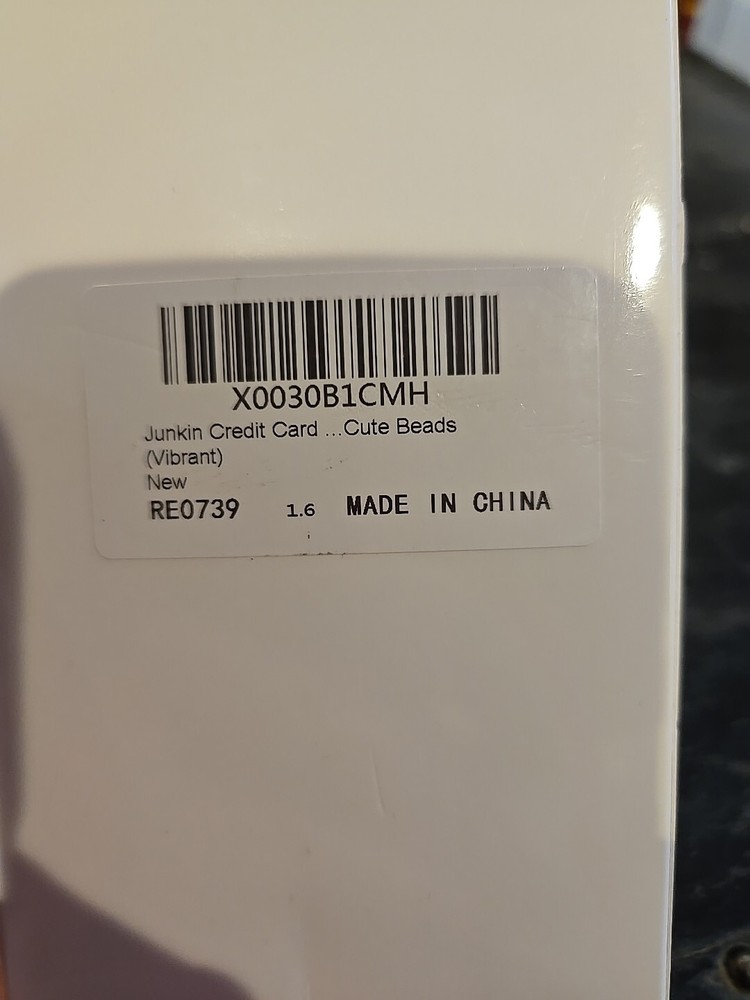 X0030B1CMH
Junkin Credit Card ...Cute Beads
(Vibrant)
New
RE0739 1.6 MADE IN CHINA